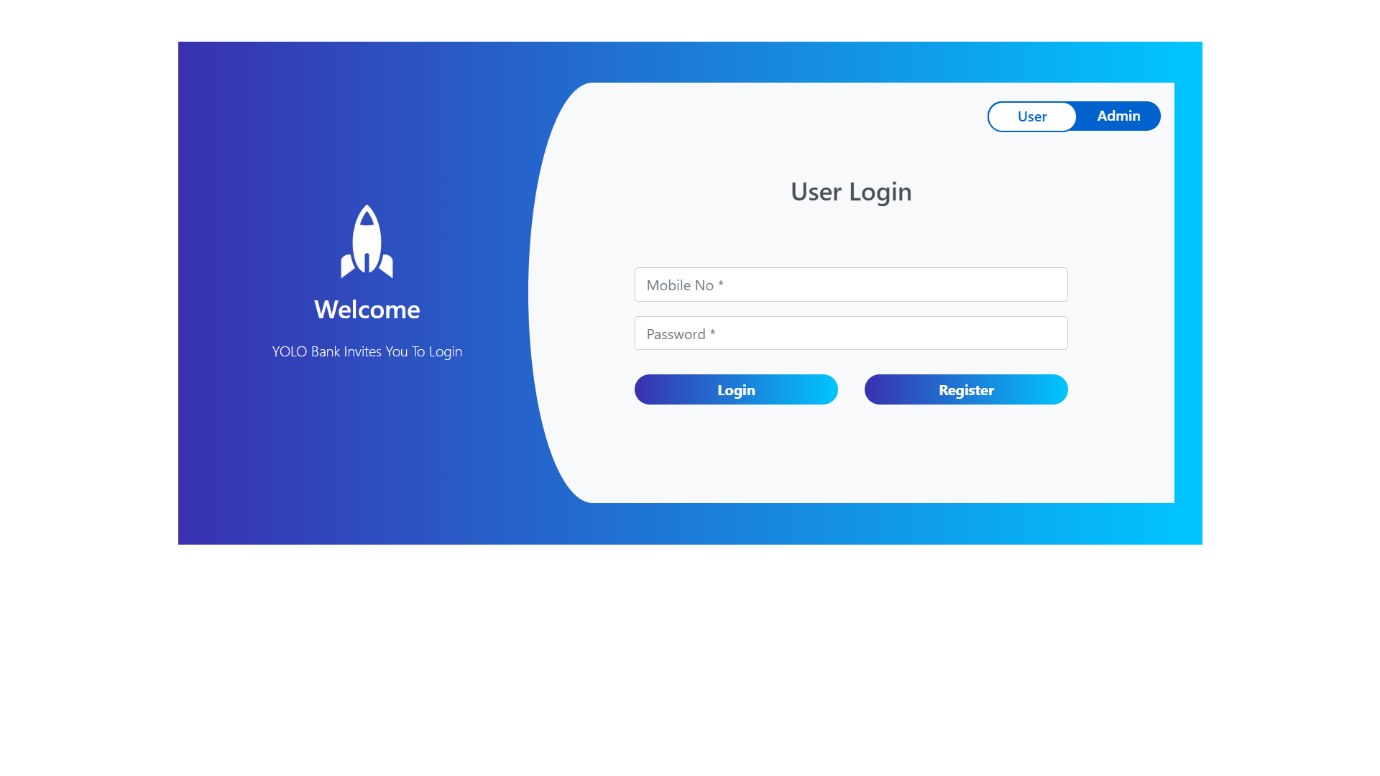 User
Admin
User Login
Welcome
YOLO Bank Invites You To Login
Mobile No *
Password *
Login
Register